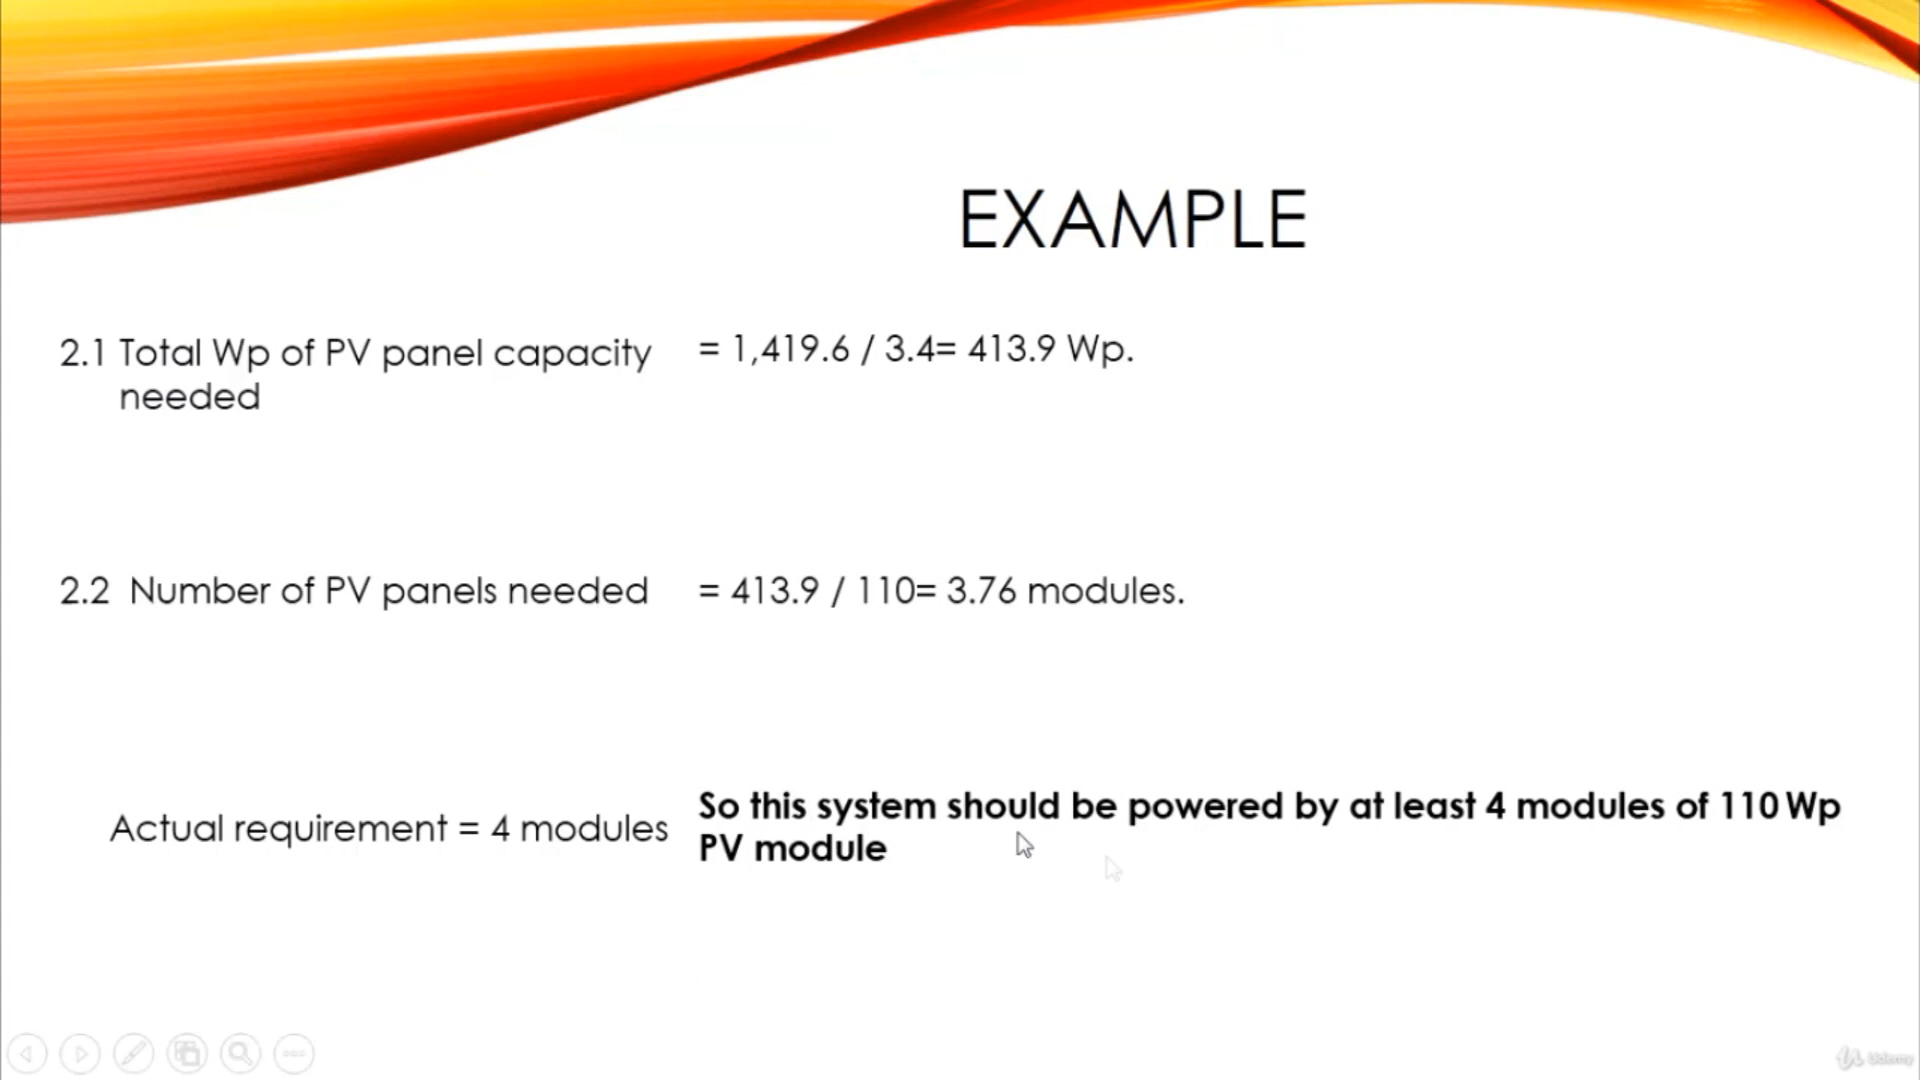 EXAMPLE
2.1 Total Wp of PV panel capacity
needed
= 1,419.6 / 3.4= 413.9 Wp.
2.2 Number of PV panels needed
= 413.9 / 110= 3.76 modules.
Actual requirement = 4 modules
So this system should be powered by at least 4 modules of 110 Wp
PV module
Udemy